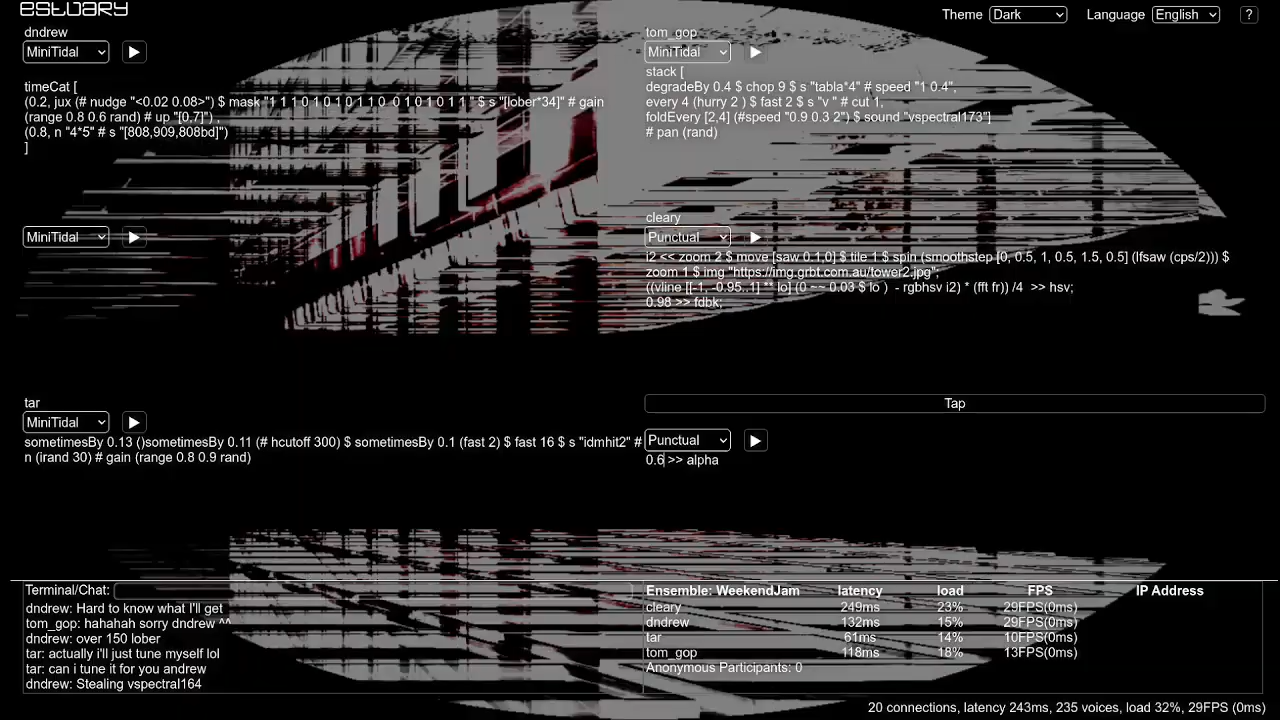 estuary
Theme Dark Language English ?
dndrew
MiniTidal
timeCat [
(0.2, jux (# nudge "<0.02 0.08>") $ mask "1 1 1 0 1 0 1 0 1 1 0 0 1 0 1 0 1 1 " $ s "[lober*34]" # gain
(range 0.8 0.6 rand) # up "[0,7]") ,
(0.8, n "4*5" # s "[808,909,808bd]")
]
tom_gop
MiniTidal
stack [
degradeBy 0.4 $ chop 9 $ s "tabla*4" # speed "1 0.4",
every 4 (hurry 2 ) $ fast 2 $ s "v " # cut 1,
foldEvery [2,4] (#speed "0.9 0.3 2") $ sound "vspectral173"]
# pan (rand)
MiniTidal
cleary
Punctual
i2 << zoom 2 $ move [saw 0.1,0] $ tile 1 $ spin (smoothstep [0, 0.5, 1, 0.5, 1.5, 0.5] (lfsaw (cps/2))) $
zoom 1 $ img "https://img.grbt.com.au/tower2.jpg";
((vline [[-1, -0.95..1] ** lo] (0 ~~ 0.03 $ lo ) - rgbhsv i2) * (fft fr)) /4 >> hsv;
0.98 >> fdbk;
tar
MiniTidal
sometimesBy 0.13 ()sometimesBy 0.11 (# hcutoff 300) $ sometimesBy 0.1 (fast 2) $ fast 16 $ s "idmhit2" #
n (irand 30) # gain (range 0.8 0.9 rand)
Tap
Punctual
0.6 >> alpha
Terminal/Chat:
dndrew: Hard to know what I'll get
tom_gop: hahahah sorry dndrew ^^
dndrew: over 150 lober
tar: actually i'll just tune myself lol
tar: can i tune it for you andrew
dndrew: Stealing vspectral164
Ensemble: WeekendJam latency load FPS IP Address
cleary 249ms 23% 29FPS(0ms)
dndrew 132ms 15% 29FPS(0ms)
tar 61ms 14% 10FPS(0ms)
tom_gop 118ms 18% 13FPS(0ms)
Anonymous Participants: 0
20 connections, latency 243ms, 235 voices, load 32%, 29FPS (0ms)